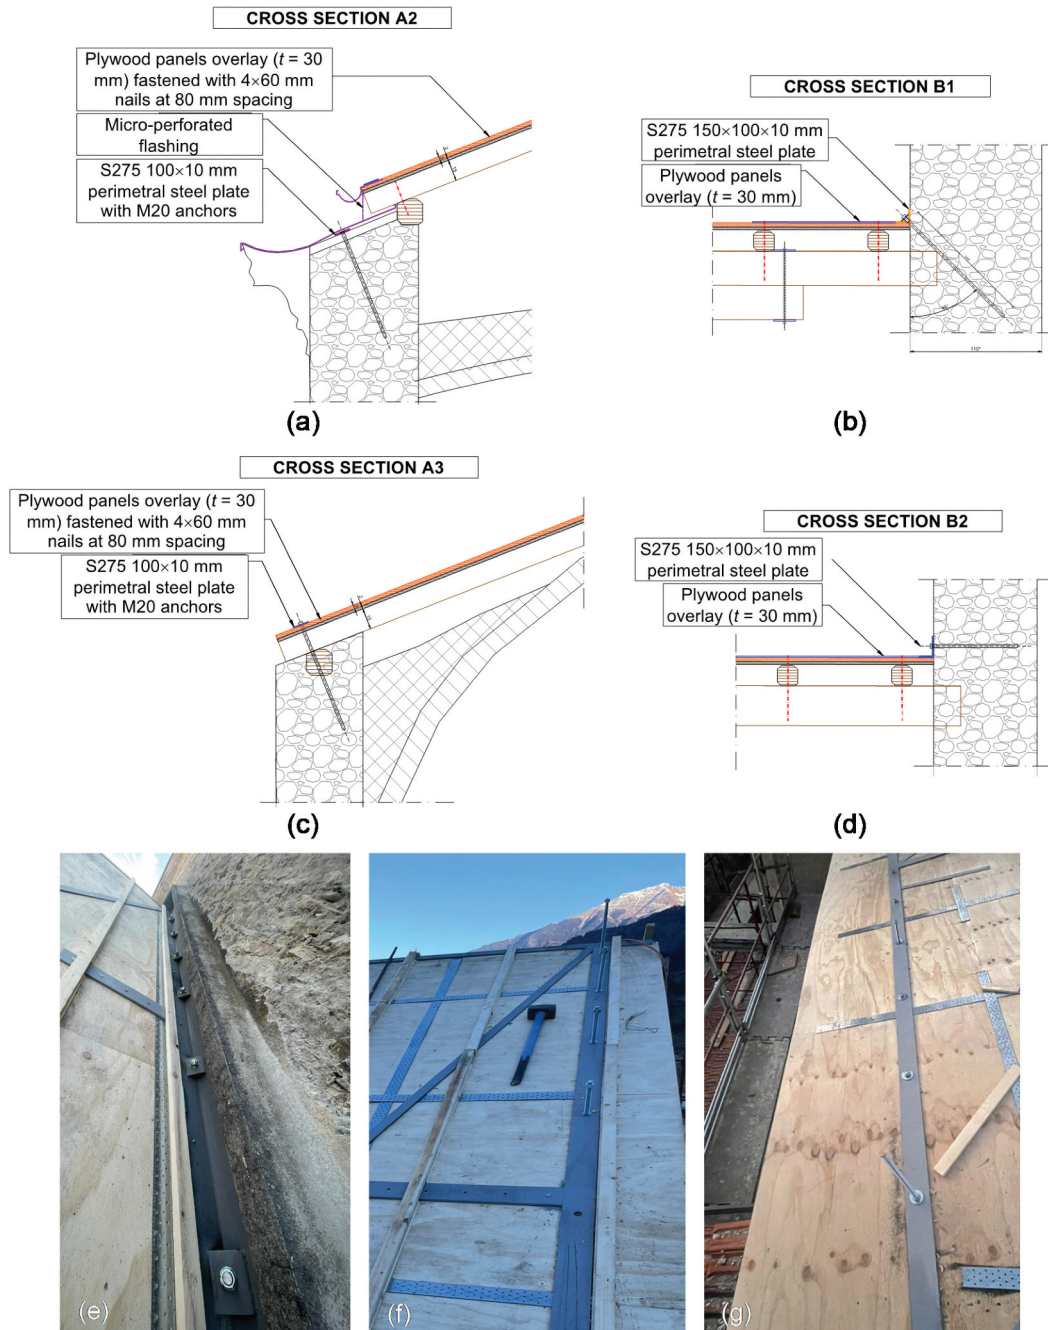 CROSS SECTION A2
Plywood panels overlay (t = 30
mm) fastened with 4×60 mm
nails at 80 mm spacing
Micro-perforated
flashing
S275 100×10 mm
perimetral steel plate
with M20 anchors
(a)
CROSS SECTION B1
S275 150×100×10 mm
perimetral steel plate
Plywood panels
overlay (t = 30 mm)
110"
(b)
CROSS SECTION A3
Plywood panels overlay (t = 30
mm) fastened with 4×60 mm
nails at 80 mm spacing
S275 100×10 mm
perimetral steel plate
with M20 anchors
(c)
CROSS SECTION B2
S275 150×100×10 mm
perimetral steel plate
Plywood panels
overlay (t = 30 mm)
(d)
(e)
(f)
(g)